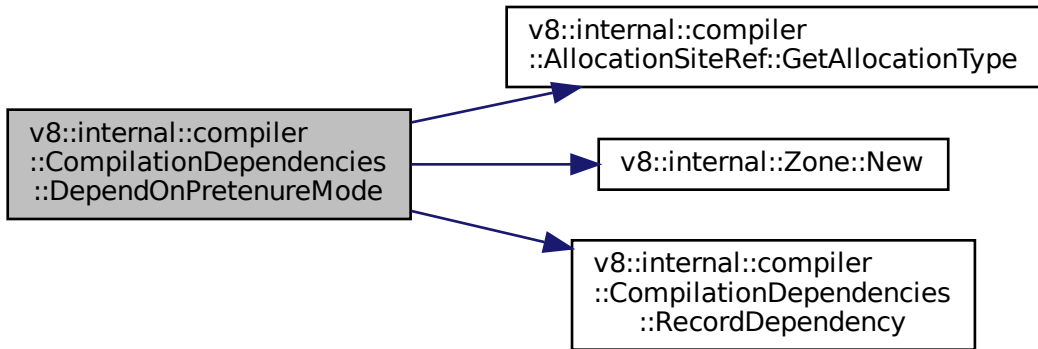 v8::internal::compiler
::CompilationDependencies
::DependOnPretenureMode
v8::internal::compiler
::AllocationSiteRef::GetAllocationType
v8::internal::Zone::New
v8::internal::compiler
::CompilationDependencies
::RecordDependency